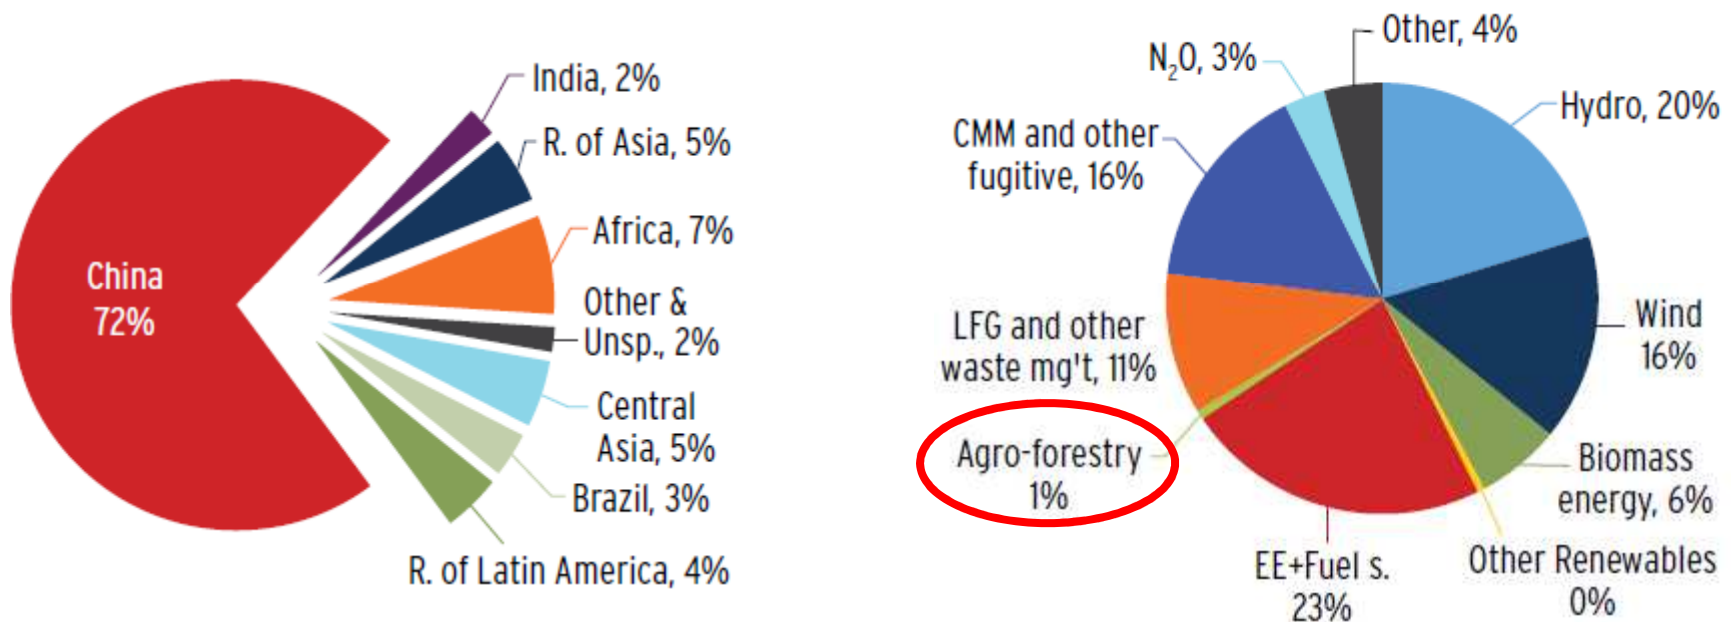 India, 2%
R. of Asia, 5%
Africa, 7%
China
72%
Other &
Unsp., 2%
Central
Asia, 5%
Brazil, 3%
R. of Latin America, 4%
Other, 4%
N₂O, 3%
Hydro, 20%
CMM and other
fugitive, 16%
Wind
16%
LFG and other
waste mg't, 11%
Agro-forestry
1%
Biomass
energy, 6%
EE+Fuel s.
23%
Other Renewables
0%